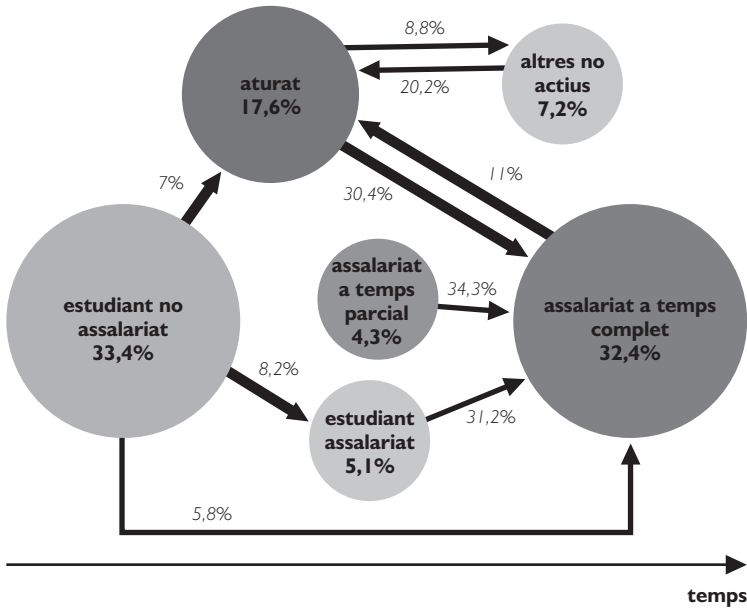 8,8%
aturat
17,6%
altres no
actius
7,2%
20,2%
7%
30,4%
11%
estudiant no
assalariat
33,4%
assalariat
a temps
parcial
4,3%
34,3%
assalariat a temps
complet
32,4%
8,2%
estudiant
assalariat
5,1%
31,2%
5,8%
temps